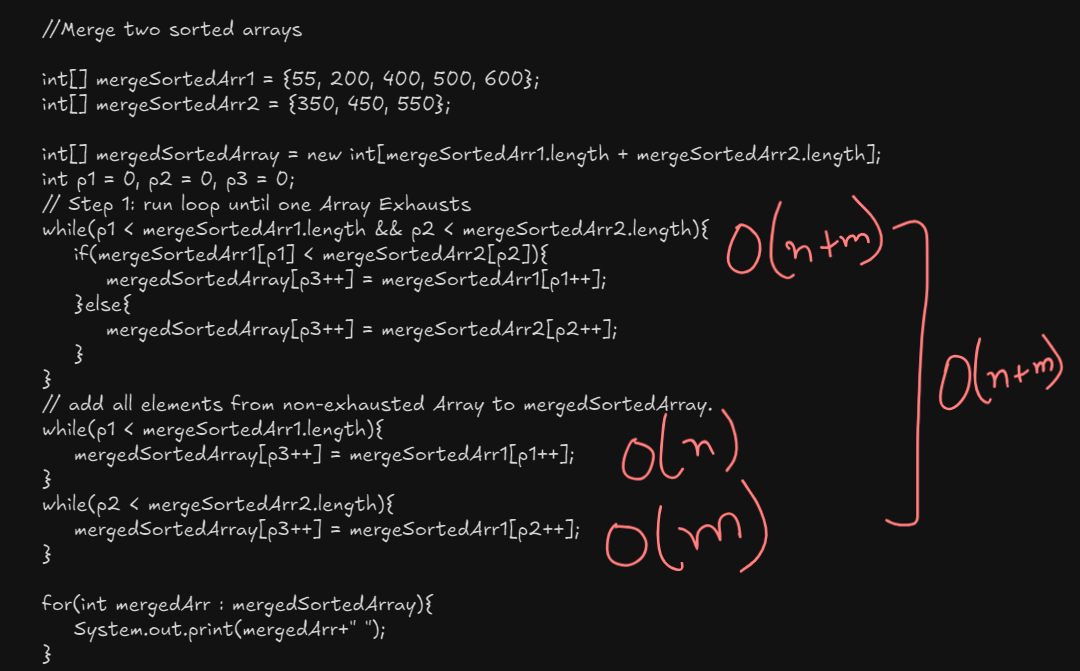 //Merge two sorted arrays
int[] mergeSortedArr1 = {55, 200, 400, 500, 600};
int[] mergeSortedArr2 = {350, 450, 550};
int[] mergedSortedArray = new int[mergeSortedArr1.length + mergeSortedArr2.length];
int p1 = 0, p2 = 0, p3 = 0;
// Step 1: run loop until one Array Exhausts
while(p1 < mergeSortedArr1.length && p2 < mergeSortedArr2.length){
O(n+m)
if(mergeSortedArr1[p1] < mergeSortedArr2[p2]){
mergedSortedArray[p3++] = mergeSortedArr1[p1++];
}else{
mergedSortedArray[p3++] = mergeSortedArr2[p2++];
}
}
O(n+m)
// add all elements from non-exhausted Array to mergedSortedArray.
while(p1 < mergeSortedArr1.length){
mergedSortedArray[p3++] = mergeSortedArr1[p1++];
O(n)
}
while(p2 < mergeSortedArr2.length){
mergedSortedArray[p3++] = mergeSortedArr1[p2++];
O(m)
}
for(int mergedArr : mergedSortedArray){
System.out.print(mergedArr+" ");
}